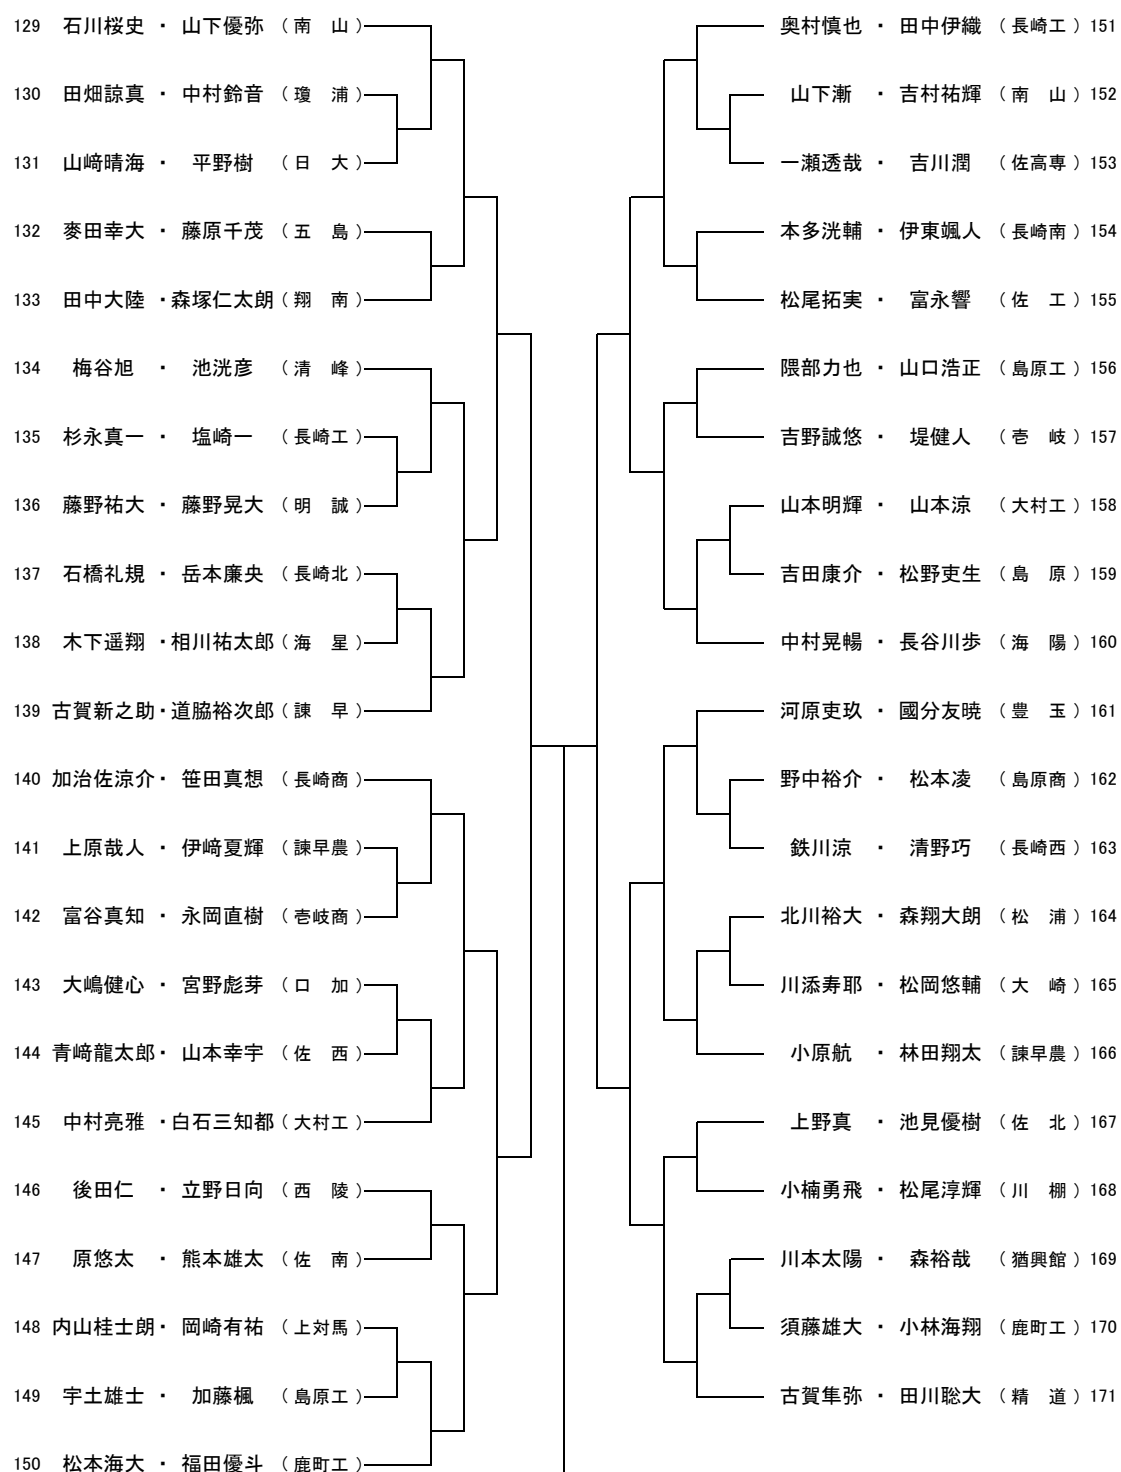 129 石川桜史 ・ 山下優弥 （ 南　山 ）
130 田畑諒真 ・ 中村鈴音 （ 瓊　浦 ）
131 山﨑晴海 ・ 平野樹 （ 日　大 ）
132 麥田幸大 ・ 藤原千茂 （ 五　島 ）
133 田中大陸 ・ 森塚仁太朗 （ 翔　南 ）
134 梅谷旭 ・ 池洸彦 （ 清　峰 ）
135 杉永真一 ・ 塩崎一 （ 長崎工 ）
136 藤野祐大 ・ 藤野晃大 （ 明　誠 ）
137 石橋礼規 ・ 岳本廉央 （ 長崎北 ）
138 木下遥翔 ・ 相川祐太郎 （ 海　星 ）
139 古賀新之助 ・ 道脇裕次郎 （ 諫　早 ）
140 加治佐涼介 ・ 笹田真想 （ 長崎商 ）
141 上原哉人 ・ 伊﨑夏輝 （ 諫早農 ）
142 富谷真知 ・ 永岡直樹 （ 壱岐商 ）
143 大嶋健心 ・ 宮野彪芽 （ 口　加 ）
144 青﨑龍太郎 ・ 山本幸宇 （ 佐　西 ）
145 中村亮雅 ・ 白石三知都 （ 大村工 ）
146 後田仁 ・ 立野日向 （ 西　陵 ）
147 原悠太 ・ 熊本雄太 （ 佐　南 ）
148 内山桂士朗 ・ 岡崎有祐 （ 上対馬 ）
149 宇土雄士 ・ 加藤楓 （ 島原工 ）
150 松本海大 ・ 福田優斗 （ 鹿町工 ）
奥村慎也 ・ 田中伊織 （ 長崎工 ） 151
山下漸 ・ 吉村祐輝 （ 南　山 ） 152
一瀬透哉 ・ 吉川潤 （ 佐高専 ） 153
本多洸輔 ・ 伊東颯人 （ 長崎南 ） 154
松尾拓実 ・ 富永響 （ 佐　工 ） 155
隈部力也 ・ 山口浩正 （ 島原工 ） 156
吉野誠悠 ・ 堤健人 （ 壱　岐 ） 157
山本明輝 ・ 山本涼 （ 大村工 ） 158
吉田康介 ・ 松野吏生 （ 島　原 ） 159
中村晃暢 ・ 長谷川歩 （ 海　陽 ） 160
河原吏玖 ・ 國分友暁 （ 豊　玉 ） 161
野中裕介 ・ 松本凌 （ 島原商 ） 162
鉄川涼 ・ 清野巧 （ 長崎西 ） 163
北川裕大 ・ 森翔大朗 （ 松　浦 ） 164
川添寿耶 ・ 松岡悠輔 （ 大　崎 ） 165
小原航 ・ 林田翔太 （ 諫早農 ） 166
上野真 ・ 池見優樹 （ 佐　北 ） 167
小楠勇飛 ・ 松尾淳輝 （ 川　棚 ） 168
川本太陽 ・ 森裕哉 （ 猶興館 ） 169
須藤雄大 ・ 小林海翔 （ 鹿町工 ） 170
古賀隼弥 ・ 田川聡大 （ 精　道 ） 171